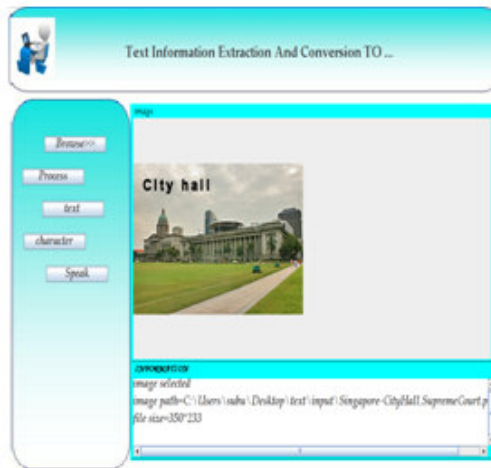 Text Information Extraction And Conversion TO ...
Browse>>
Process
text
character
Speak
image
City hall
image selected
image path=C:\Users\subu\Desktop\text\input\Singapore-CityHall.SupremeCourt.p
file size=350*233